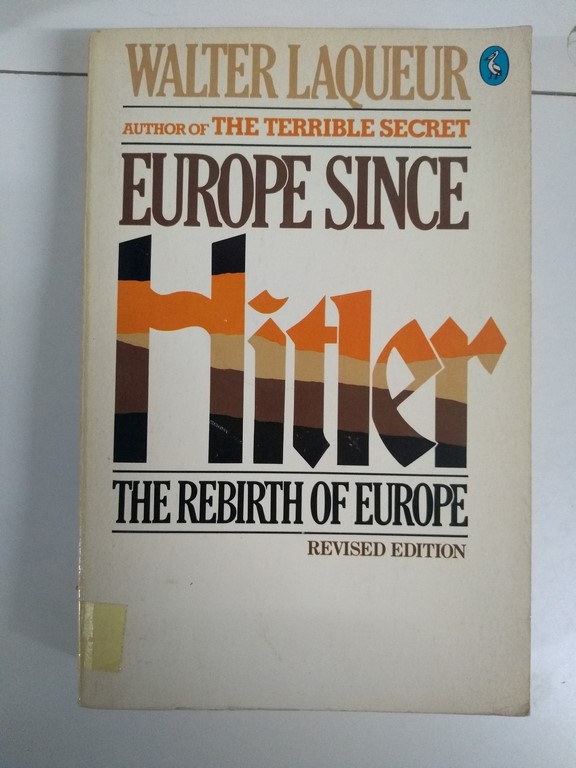 WALTER LAQUEUR
AUTHOR OF THE TERRIBLE SECRET
EUROPE SINCE
Hitler
THE REBIRTH OF EUROPE
REVISED EDITION